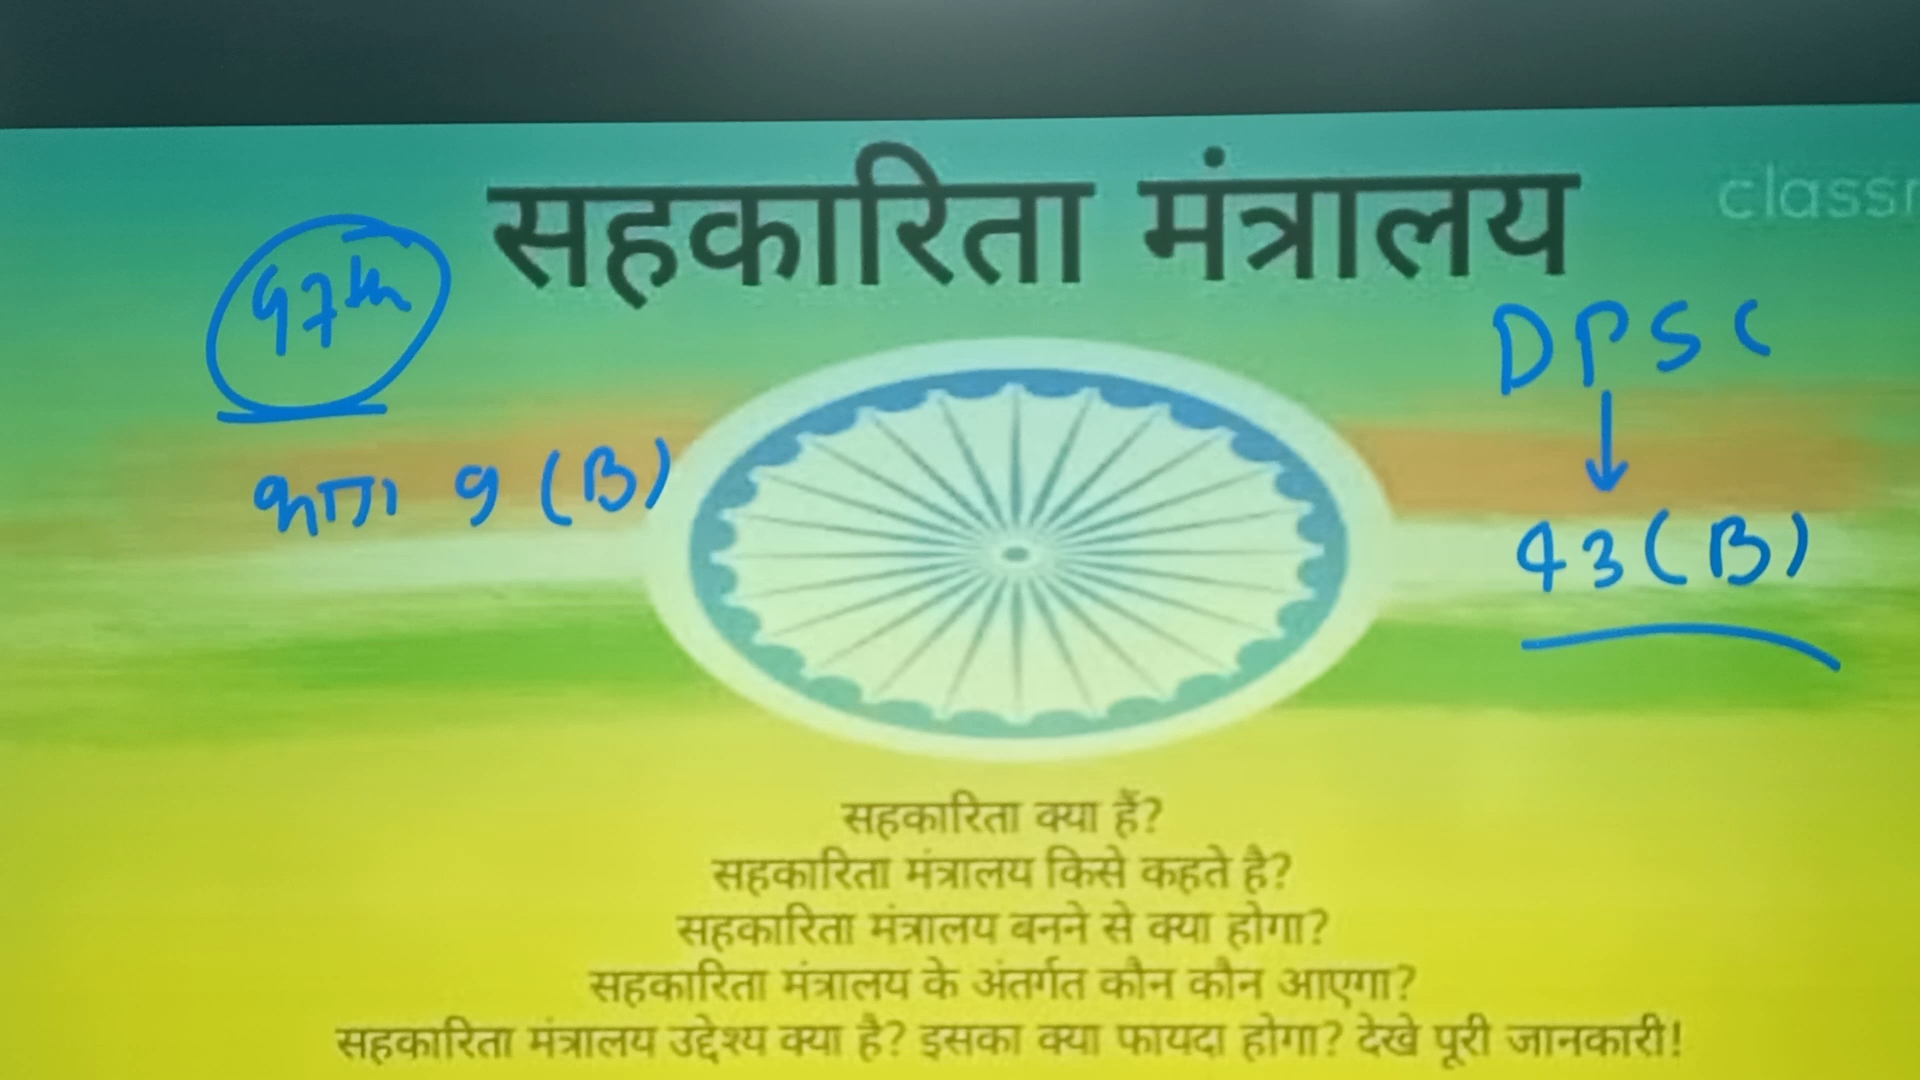 सहकारिता मंत्रालय
classr
97th
DPSC
भाग 9 (B)
43 (B)
सहकारिता क्या हैं?
सहकारिता मंत्रालय किसे कहते है?
सहकारिता मंत्रालय बनने से क्या होगा?
सहकारिता मंत्रालय के अंतर्गत कौन कौन आएगा?
सहकारिता मंत्रालय उद्देश्य क्या है? इसका क्या फायदा होगा? देखे पूरी जानकारी!